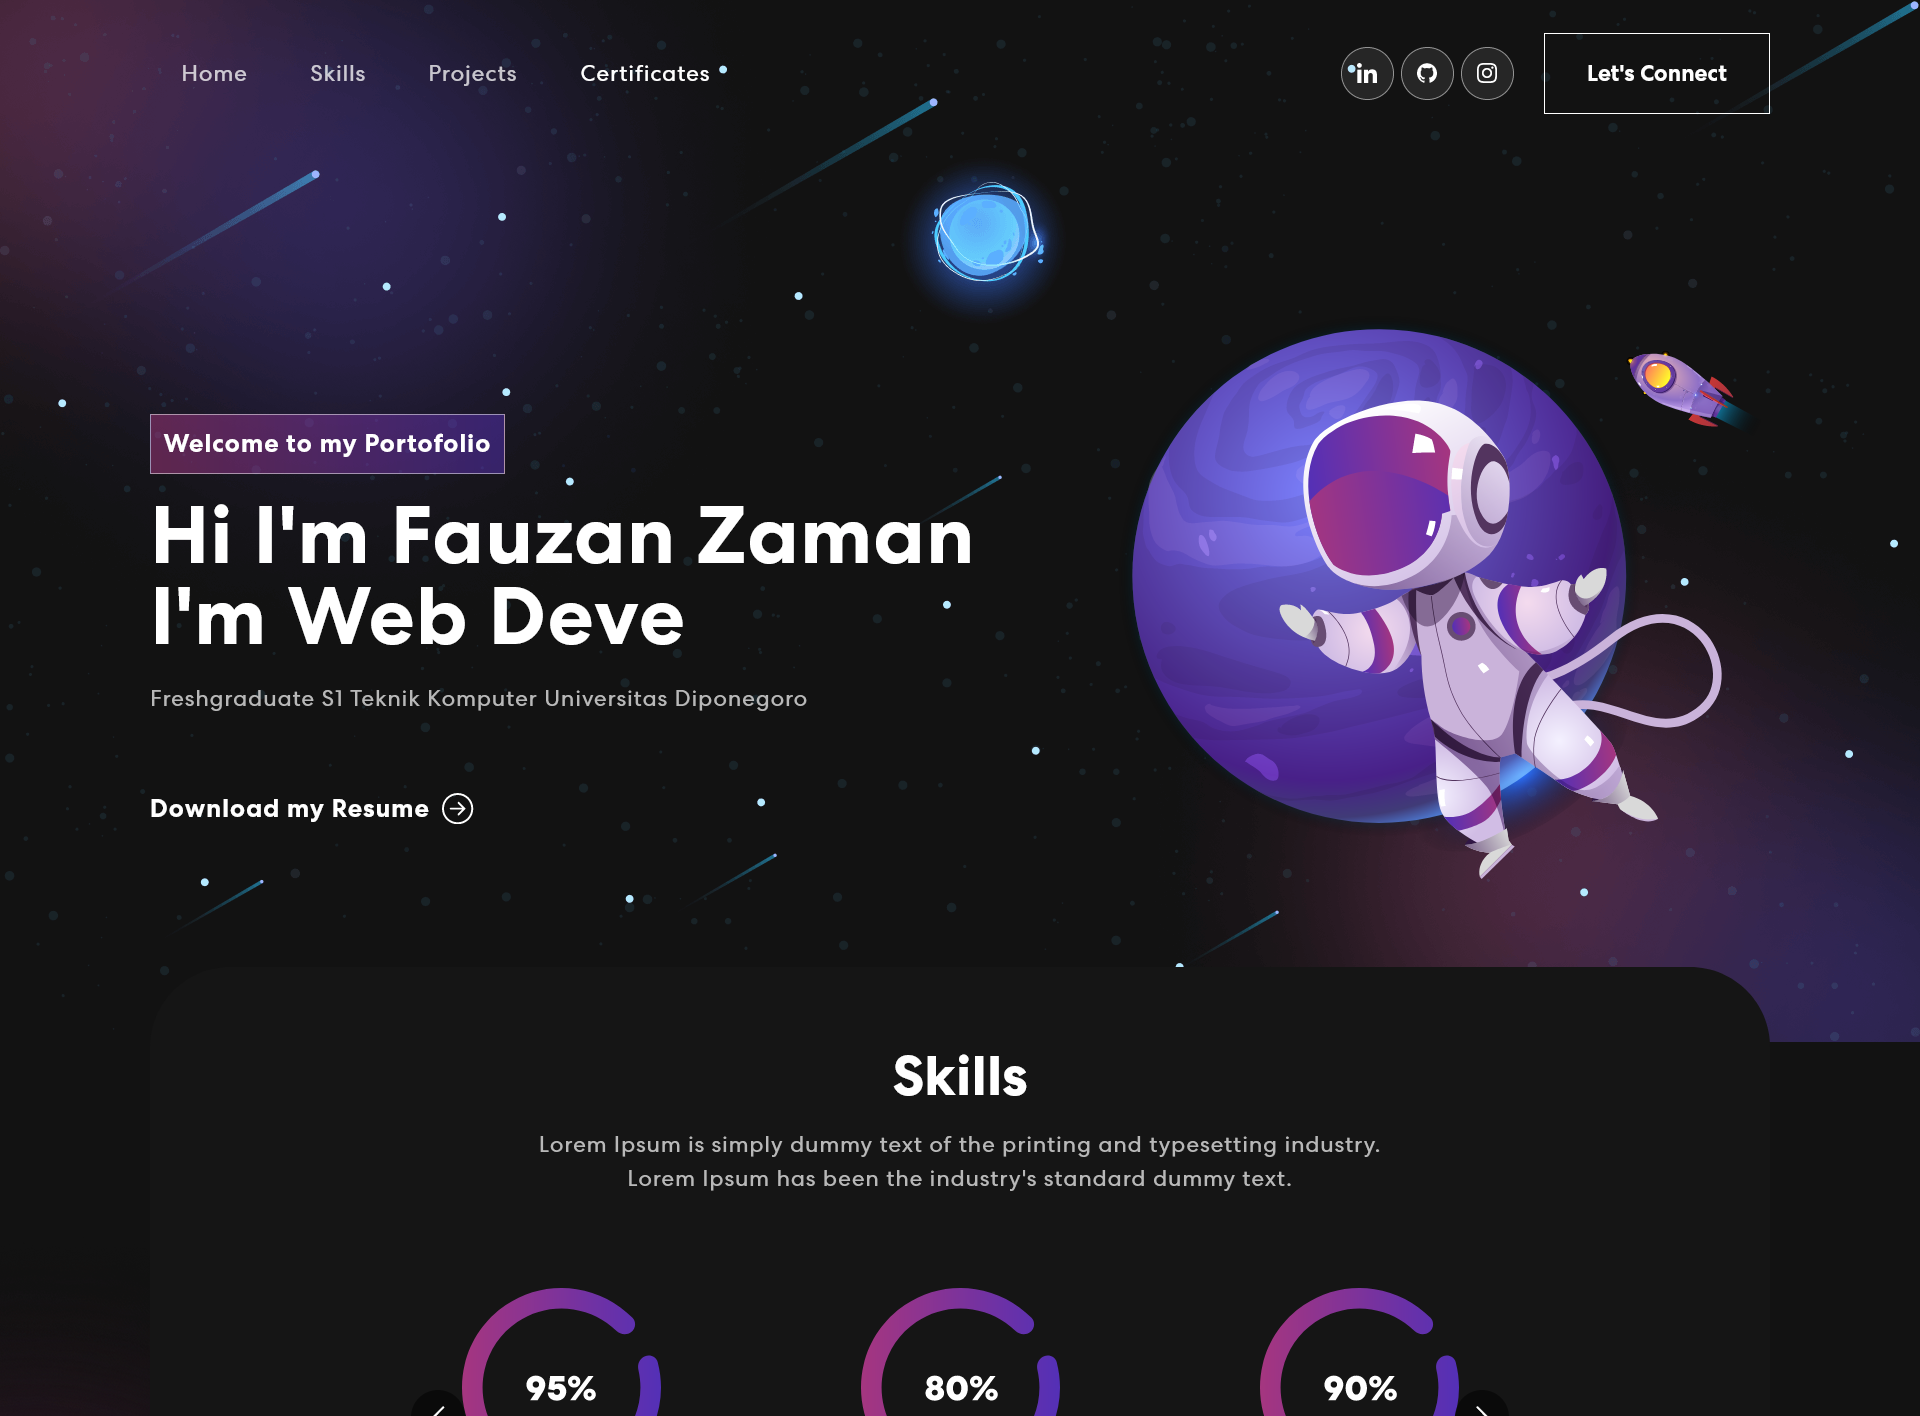 Home Skills Projects Certificates
in
Let's Connect
Welcome to my Portofolio
Hi I'm Fauzan Zaman
I'm Web Deve
Freshgraduate S1 Teknik Komputer Universitas Diponegoro
Download my Resume
Skills
Lorem Ipsum is simply dummy text of the printing and typesetting industry.
Lorem Ipsum has been the industry's standard dummy text.
95% 80% 90%